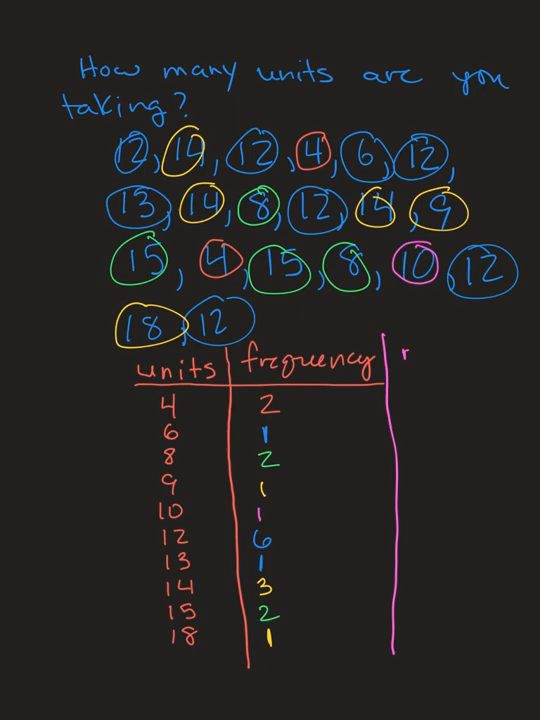 How many units are you
taking?
12, 14, 12, 4, 6, 12,
13, 14, 8, 12, 14, 9
15, 4, 15, 8, 10, 12
18, 12
units frequency r
4 2
6 1
8 2
9 1
10 1
12 6
13 1
14 3
15 2
18 1